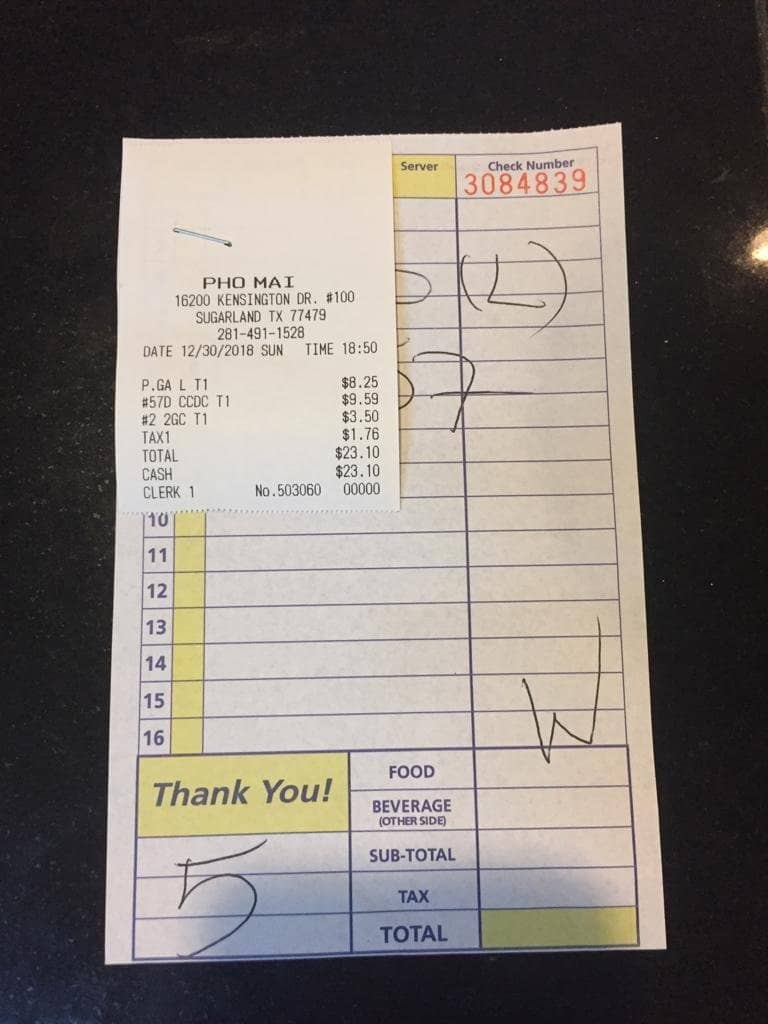 Server Check Number
3084839
(L)
57
PHO MAI
16200 KENSINGTON DR. #100
SUGARLAND TX 77479
281-491-1528
DATE 12/30/2018 SUN TIME 18:50
P.GA L T1 $8.25
#57D CCDC T1 $9.59
#2 2GC T1 $3.50
TAX1 $1.76
TOTAL $23.10
CASH $23.10
CLERK 1 No.503060 00000
10
11
12
13
14
15
16
W
Thank You!
FOOD
BEVERAGE
(OTHER SIDE)
SUB-TOTAL
5
TAX
TOTAL